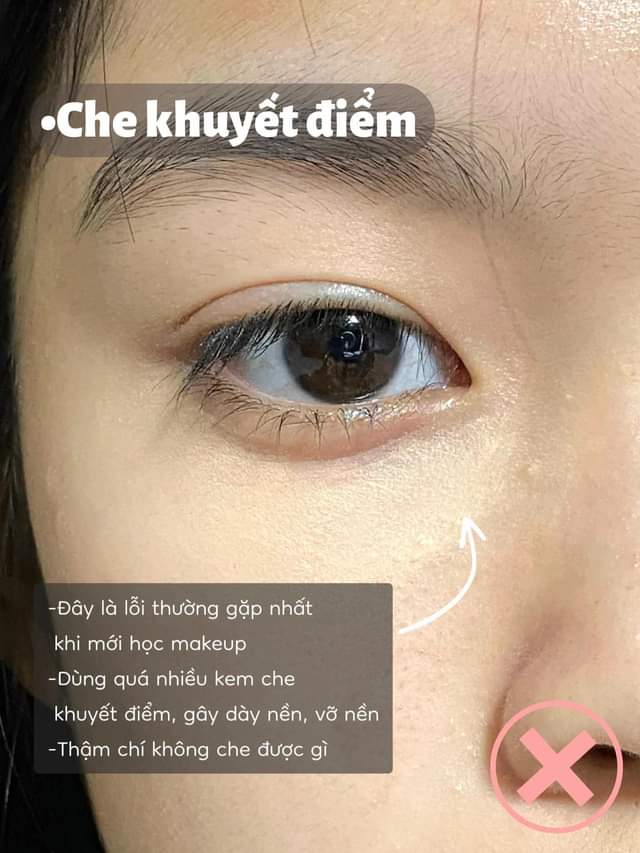 •Che khuyết điểm
-Đây là lỗi thường gặp nhất
khi mới học makeup
-Dùng quá nhiều kem che
khuyết điểm, gây dày nền, vỡ nền
-Thậm chí không che được gì